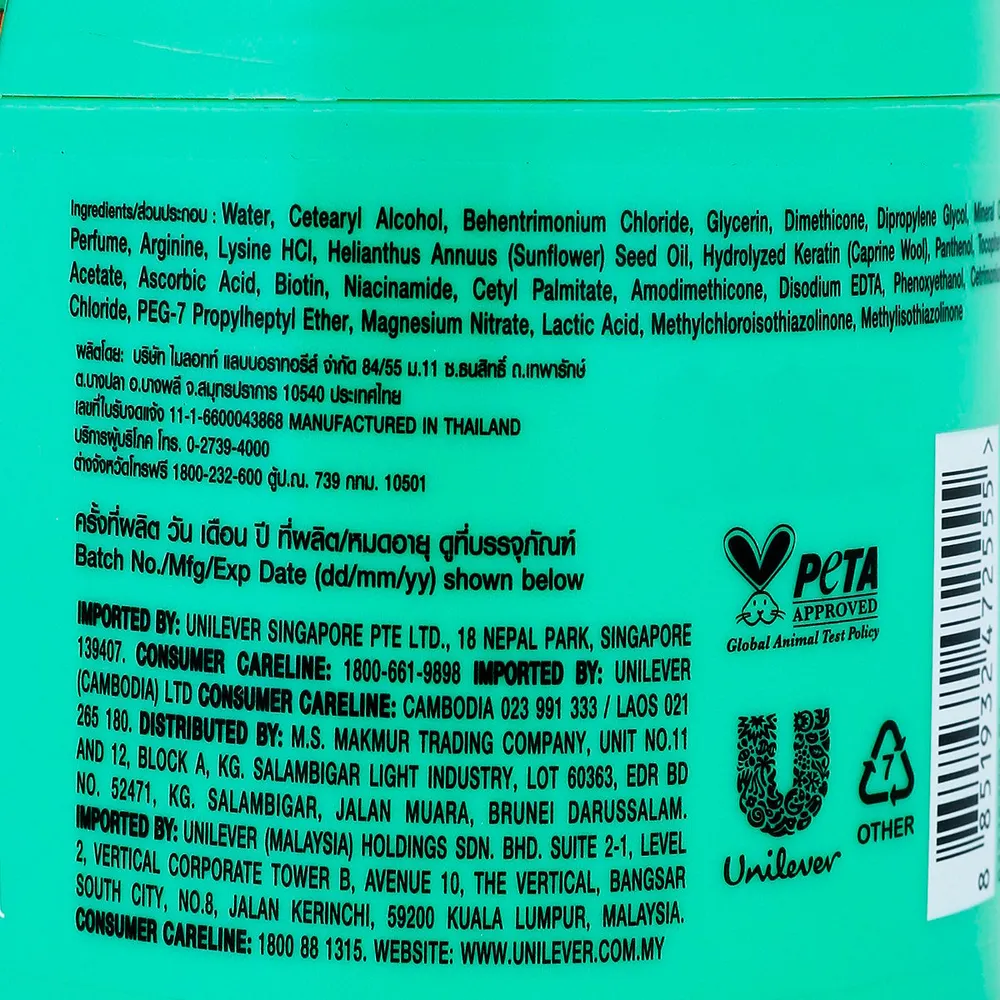 Ingredients/ส่วนประกอบ : Water, Cetearyl Alcohol, Behentrimonium Chloride, Glycerin, Dimethicone, Dipropylene Glycol, Mineral
Perfume, Arginine, Lysine HCl, Helianthus Annuus (Sunflower) Seed Oil, Hydrolyzed Keratin (Caprine Wool), Panthenol,
Acetate, Ascorbic Acid, Biotin, Niacinamide, Cetyl Palmitate, Amodimethicone, Disodium EDTA, Phenoxyethanol,
Chloride, PEG-7 Propylheptyl Ether, Magnesium Nitrate, Lactic Acid, Methylchloroisothiazolinone, Methylisothiazolinone
ผลิตโดย: บริษัท ไมลอทท์ แลบบอราทอรีส์ จำกัด 84/55 ม.11 ซ.ธนสิทธิ์ ถ.เทพารักษ์
ต.บางปลา อ.บางพลี จ.สมุทรปราการ 10540 ประเทศไทย
เลขที่ใบรับจดแจ้ง 11-1-6600043868 MANUFACTURED IN THAILAND
บริการผู้บริโภค โทร. 0-2739-4000
ต่างจังหวัดโทรฟรี 1800-232-600 ตู้ป.ณ. 739 กทม. 10501
ครั้งที่ผลิต วัน เดือน ปี ที่ผลิต/หมดอายุ ดูที่บรรจุภัณฑ์
Batch No./Mfg/Exp Date (dd/mm/yy) shown below
IMPORTED BY: UNILEVER SINGAPORE PTE LTD., 18 NEPAL PARK, SINGAPORE
139407. CONSUMER CARELINE: 1800-661-9898 IMPORTED BY: UNILEVER
(CAMBODIA) LTD CONSUMER CARELINE: CAMBODIA 023 991 333 / LAOS 021
265 180. DISTRIBUTED BY: M.S. MAKMUR TRADING COMPANY, UNIT NO.11
AND 12, BLOCK A, KG. SALAMBIGAR LIGHT INDUSTRY, LOT 60363, EDR BD
NO. 52471, KG. SALAMBIGAR, JALAN MUARA, BRUNEI DARUSSALAM.
IMPORTED BY: UNILEVER (MALAYSIA) HOLDINGS SDN. BHD. SUITE 2-1, LEVEL
2, VERTICAL CORPORATE TOWER B, AVENUE 10, THE VERTICAL, BANGSAR
SOUTH CITY, NO.8, JALAN KERINCHI, 59200 KUALA LUMPUR, MALAYSIA.
CONSUMER CARELINE: 1800 88 1315. WEBSITE: WWW.UNILEVER.COM.MY
PETA
APPROVED
Global Animal Test Policy
Unilever
7
OTHER
8 851932 472555 >